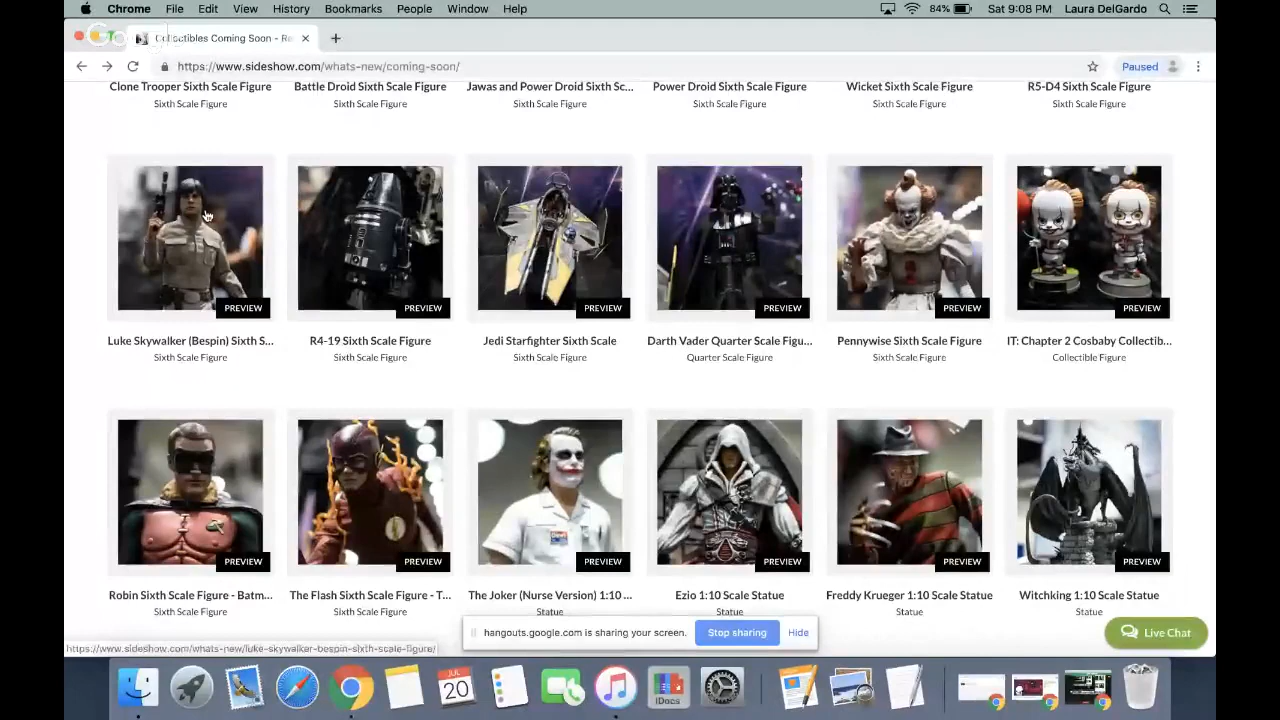 Chrome File Edit View History Bookmarks People Window Help 84% Sat 9:08 PM Laura DelGardo
Google
Collectibles Coming Soon - Re
https://www.sideshow.com/whats-new/coming-soon/ Paused
Clone Trooper Sixth Scale Figure Battle Droid Sixth Scale Figure Jawas and Power Droid Sixth Sc... Power Droid Sixth Scale Figure Wicket Sixth Scale Figure R5-D4 Sixth Scale Figure
Sixth Scale Figure Sixth Scale Figure Sixth Scale Figure Sixth Scale Figure Sixth Scale Figure Sixth Scale Figure
PREVIEW PREVIEW PREVIEW PREVIEW PREVIEW PREVIEW
Luke Skywalker (Bespin) Sixth S... R4-19 Sixth Scale Figure Jedi Starfighter Sixth Scale Darth Vader Quarter Scale Figu... Pennywise Sixth Scale Figure IT: Chapter 2 Cosbaby Collectib...
Sixth Scale Figure Sixth Scale Figure Sixth Scale Figure Quarter Scale Figure Sixth Scale Figure Collectible Figure
PREVIEW PREVIEW PREVIEW PREVIEW PREVIEW PREVIEW
Robin Sixth Scale Figure - Batm... The Flash Sixth Scale Figure - T... The Joker (Nurse Version) 1:10 ... Ezio 1:10 Scale Statue Freddy Krueger 1:10 Scale Statue Witchking 1:10 Scale Statue
Sixth Scale Figure Sixth Scale Figure Statue Statue Statue Statue
hangouts.google.com is sharing your screen. Stop sharing Hide
Live Chat
https://www.sideshow.com/whats-new/luke-skywalker-bespin-sixth-scale-figure/
JUL
20
IDocs